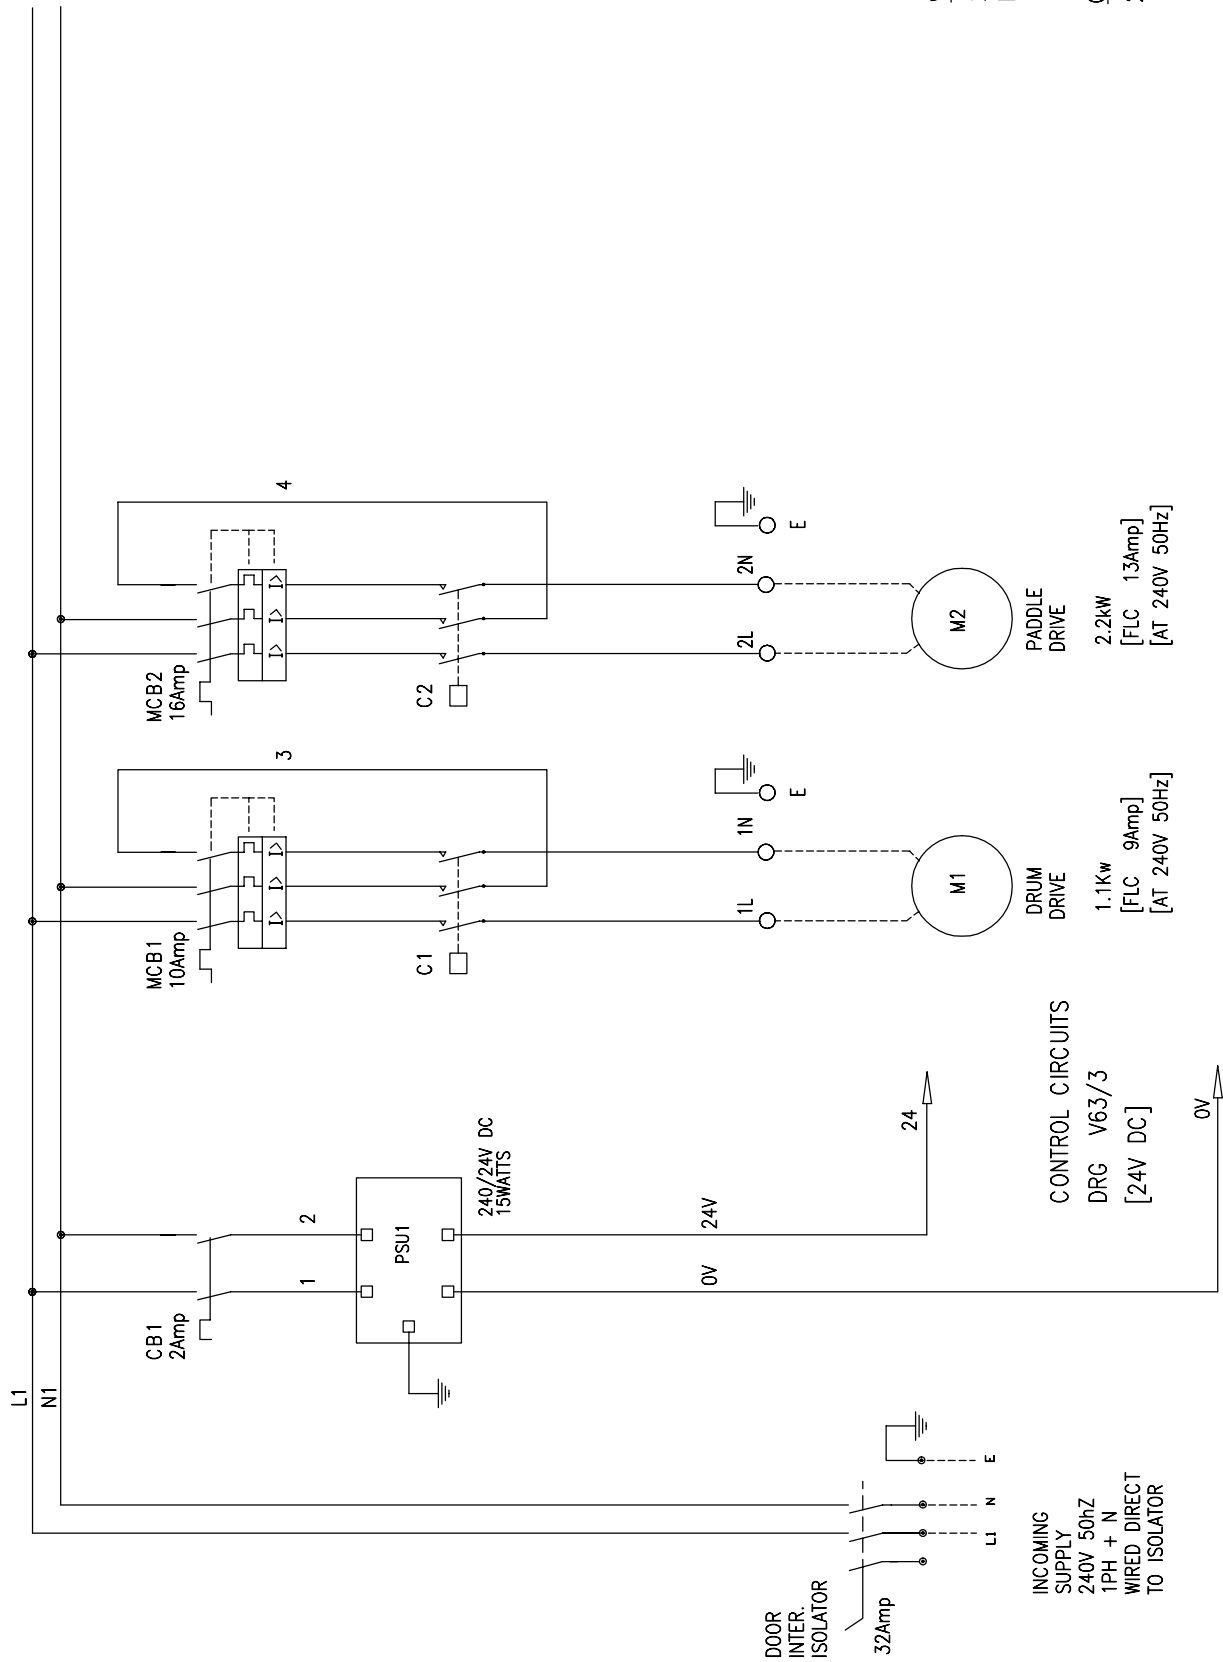 L1
N1
CB1
2Amp
1
2
PSU1
240/24V DC
15WATTS
0V
24V
24
0V
CONTROL CIRCUITS
DRG V63/3
[24V DC]
DOOR
INTER.
ISOLATOR
32Amp
L1
N
E
INCOMING
SUPPLY
240V 50hZ
1PH + N
WIRED DIRECT
TO ISOLATOR
MCB1
10Amp
3
C1
1L
1N
E
M1
DRUM
DRIVE
1.1Kw
[FLC 9Amp]
[AT 240V 50Hz]
MCB2
16Amp
4
C2
2L
2N
E
M2
PADDLE
DRIVE
2.2kW
[FLC 13Amp]
[AT 240V 50Hz]